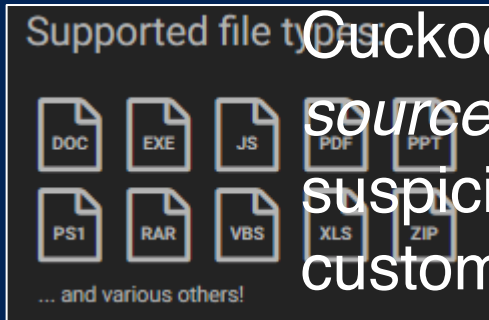 Supported file types:
DOC EXE JS PDF PPT
PS1 RAR VBS XLS ZIP
... and various others!
Cucko
source
suspici
custom